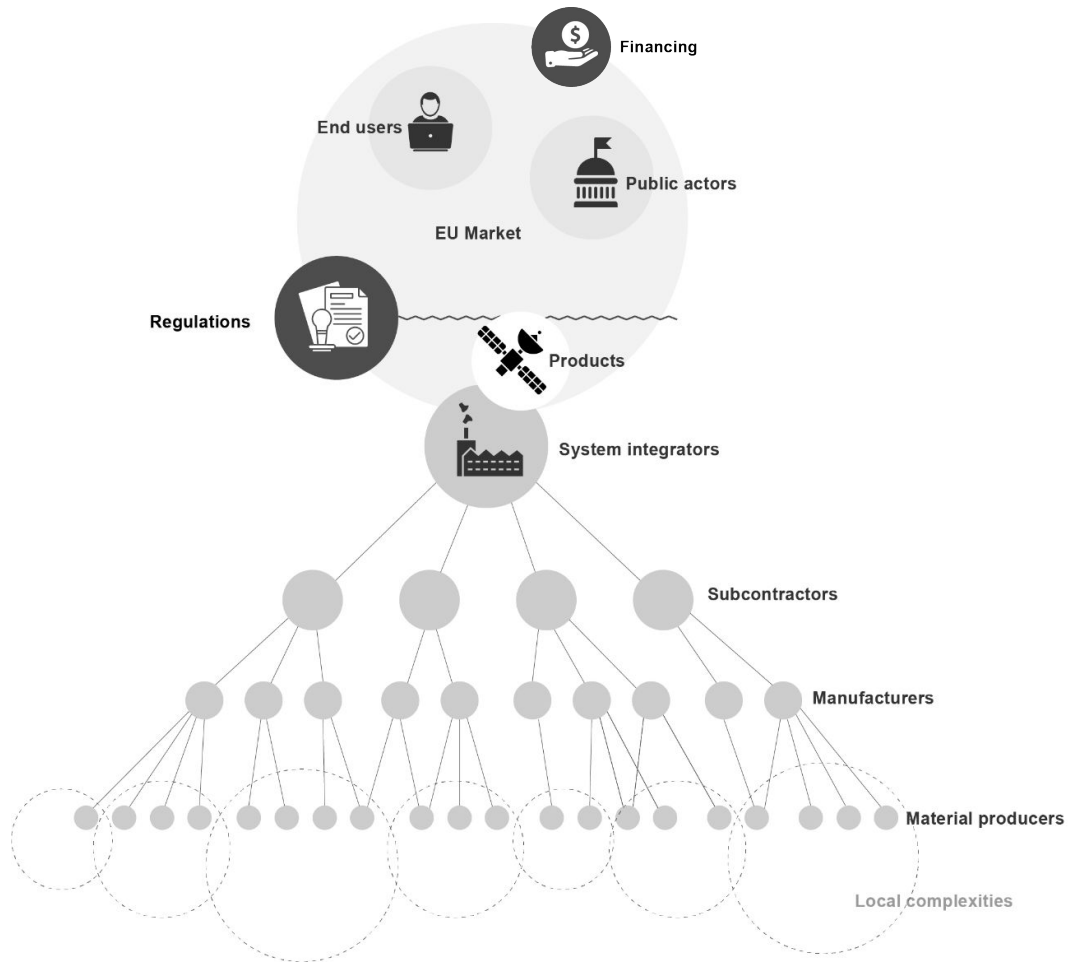 Financing
End users
Public actors
EU Market
Regulations
Products
System integrators
Subcontractors
Manufacturers
Material producers
Local complexities